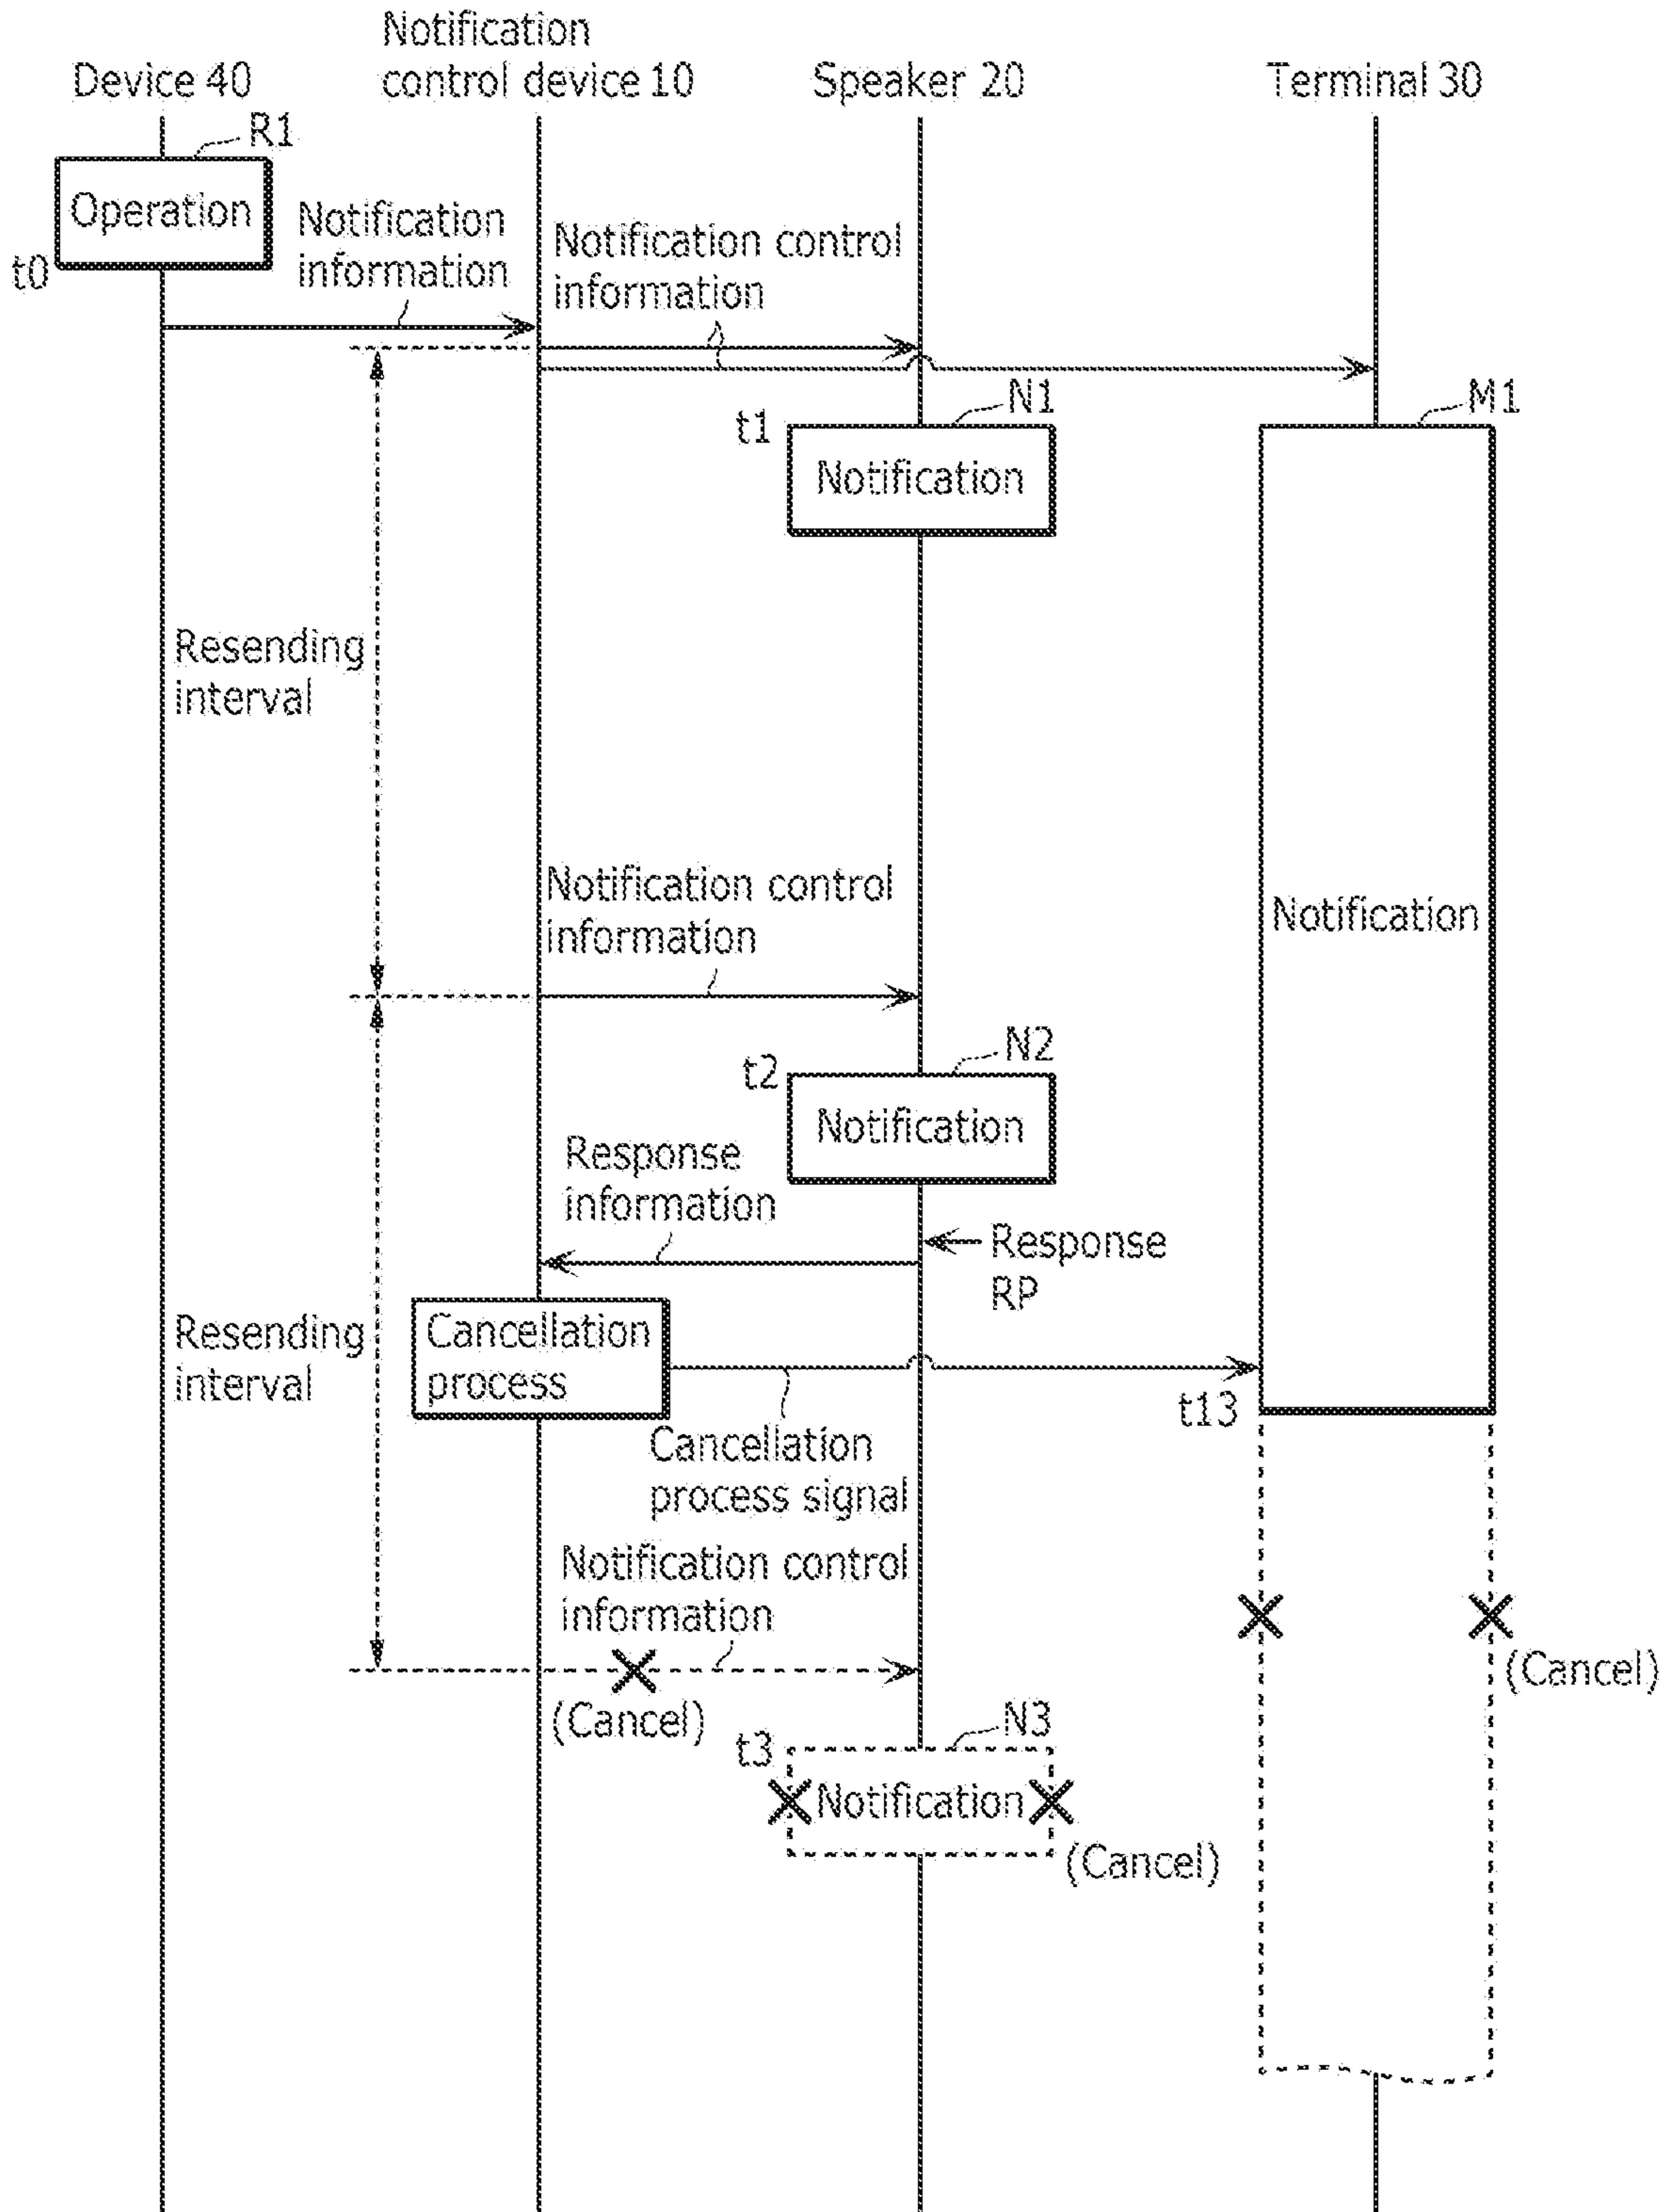 Device 40
Notification
control device 10
Speaker 20
Terminal 30
R1
Operation
t0
Notification
information
Notification control
information
t1
N1
Notification
M1
Notification
Resending
interval
Notification control
information
t2
N2
Notification
Response
information
Response
RP
Cancellation
process
Resending
interval
t13
Cancellation
process signal
Notification control
information
(Cancel)
(Cancel)
t3
N3
Notification
(Cancel)